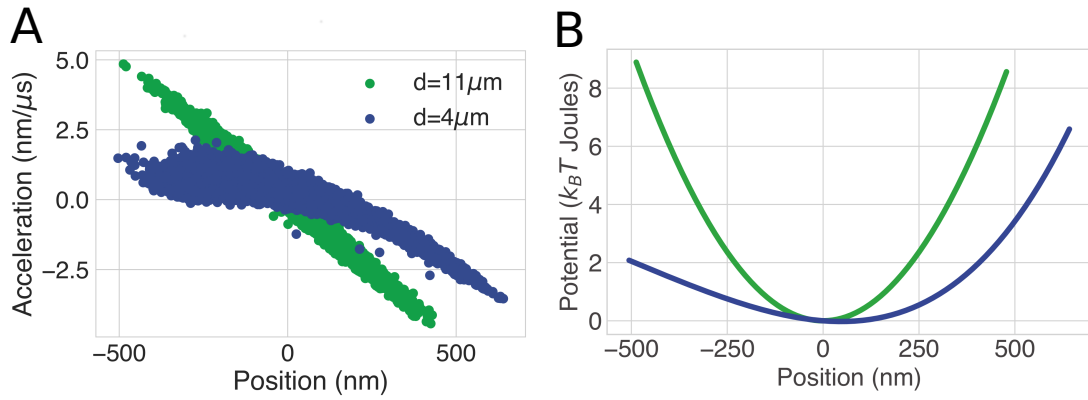 A
Acceleration (nm/μs)
5.0
2.5
0.0
−2.5
d=11μm
d=4μm
−500
0
500
Position (nm)
B
Potential (k_BT Joules)
8
6
4
2
0
−500
−250
0
250
500
Position (nm)